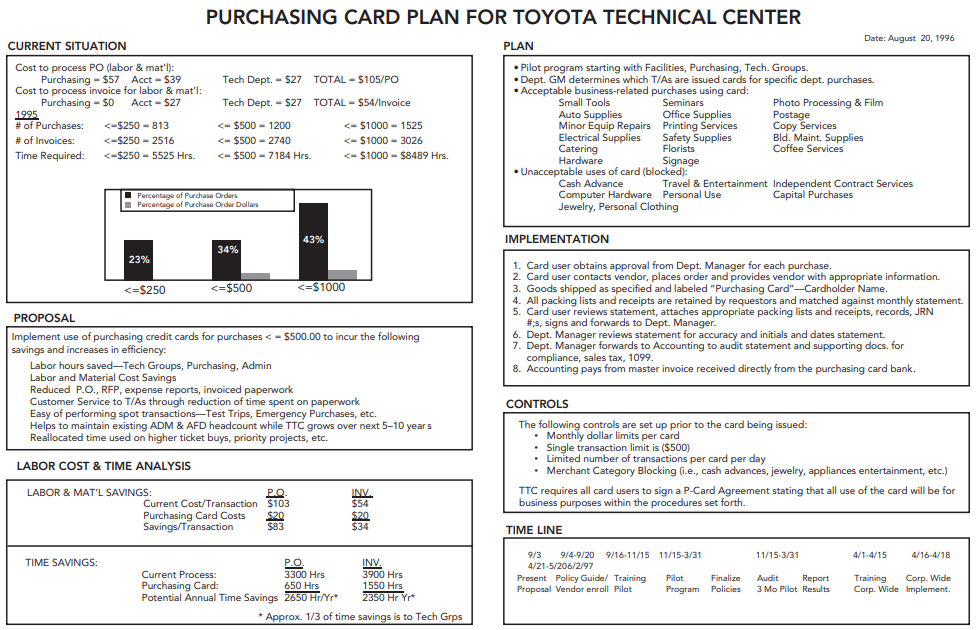 PURCHASING CARD PLAN FOR TOYOTA TECHNICAL CENTER
Date: August 20, 1996
CURRENT SITUATION
Cost to process PO (labor & mat'l):
Purchasing = $57 Acct = $39 Tech Dept. = $27 TOTAL = $105/PO
Cost to process invoice for labor & mat'l:
Purchasing = $0 Acct = $27 Tech Dept. = $27 TOTAL = $54/Invoice
1995
# of Purchases: <=$250 = 813 <= $500 = 1200 <= $1000 = 1525
# of Invoices: <=$250 = 2516 <= $500 = 2740 <= $1000 = 3026
Time Required: <=$250 = 5525 Hrs. <= $500 = 7184 Hrs. <= $1000 = $8489 Hrs.
Percentage of Purchase Orders
Percentage of Purchase Order Dollars
23% 34% 43%
<=$250 <=$500 <=$1000
PROPOSAL
Implement use of purchasing credit cards for purchases < = $500.00 to incur the following
savings and increases in efficiency:
Labor hours saved—Tech Groups, Purchasing, Admin
Labor and Material Cost Savings
Reduced P.O., RFP, expense reports, invoiced paperwork
Customer Service to T/As through reduction of time spent on paperwork
Easy of performing spot transactions—Test Trips, Emergency Purchases, etc.
Helps to maintain existing ADM & AFD headcount while TTC grows over next 5–10 years
Reallocated time used on higher ticket buys, priority projects, etc.
LABOR COST & TIME ANALYSIS
LABOR & MAT'L SAVINGS: P.O. INV.
Current Cost/Transaction $103 $54
Purchasing Card Costs $20 $20
Savings/Transaction $83 $34
TIME SAVINGS: P.O. INV.
Current Process: 3300 Hrs 3900 Hrs
Purchasing Card: 650 Hrs 1550 Hrs
Potential Annual Time Savings 2650 Hr/Yr* 2350 Hr Yr*
* Approx. 1/3 of time savings is to Tech Grps
PLAN
• Pilot program starting with Facilities, Purchasing, Tech. Groups.
• Dept. GM determines which T/As are issued cards for specific dept. purchases.
• Acceptable business-related purchases using card:
Small Tools Seminars Photo Processing & Film
Auto Supplies Office Supplies Postage
Minor Equip Repairs Printing Services Copy Services
Electrical Supplies Safety Supplies Bld. Maint. Supplies
Catering Florists Coffee Services
Hardware Signage
• Unacceptable uses of card (blocked):
Cash Advance Travel & Entertainment Independent Contract Services
Computer Hardware Personal Use Capital Purchases
Jewelry, Personal Clothing
IMPLEMENTATION
1. Card user obtains approval from Dept. Manager for each purchase.
2. Card user contacts vendor, places order and provides vendor with appropriate information.
3. Goods shipped as specified and labeled "Purchasing Card"—Cardholder Name.
4. All packing lists and receipts are retained by requestors and matched against monthly statement.
5. Card user reviews statement, attaches appropriate packing lists and receipts, records, JRN
#;s, signs and forwards to Dept. Manager.
6. Dept. Manager reviews statement for accuracy and initials and dates statement.
7. Dept. Manager forwards to Accounting to audit statement and supporting docs. for
compliance, sales tax, 1099.
8. Accounting pays from master invoice received directly from the purchasing card bank.
CONTROLS
The following controls are set up prior to the card being issued:
• Monthly dollar limits per card
• Single transaction limit is ($500)
• Limited number of transactions per card per day
• Merchant Category Blocking (i.e., cash advances, jewelry, appliances entertainment, etc.)
TTC requires all card users to sign a P-Card Agreement stating that all use of the card will be for
business purposes within the procedures set forth.
TIME LINE
9/3 9/4-9/20 9/16-11/15 11/15-3/31 11/15-3/31 4/1-4/15 4/16-4/18
4/21-5/206/2/97
Present Policy Guide/ Training Pilot Finalize Audit Report Training Corp. Wide
Proposal Vendor enroll Pilot Program Policies 3 Mo Pilot Results Corp. Wide Implement.